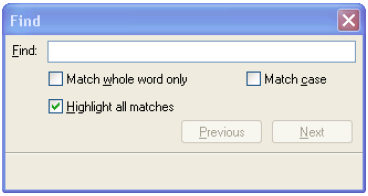 Find
Find:
Match whole word only Match case
Highlight all matches
Previous Next